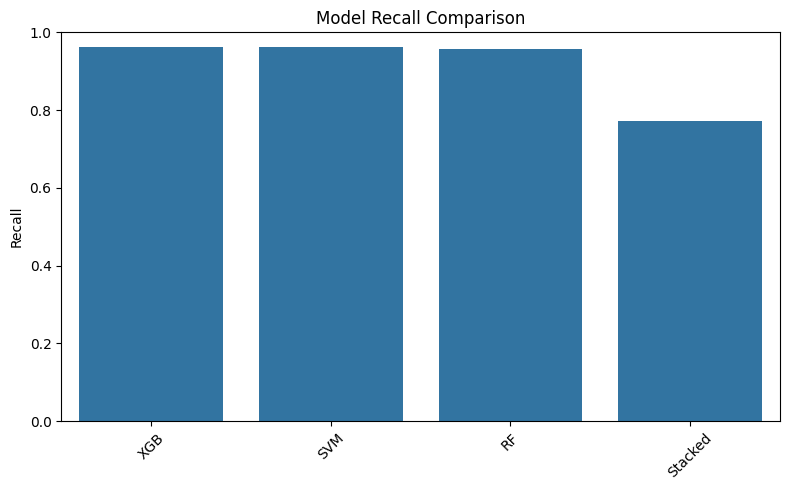 Model Recall Comparison
1.0
0.8
0.6
0.4
0.2
0.0
Recall
XGB
SVM
RF
Stacked